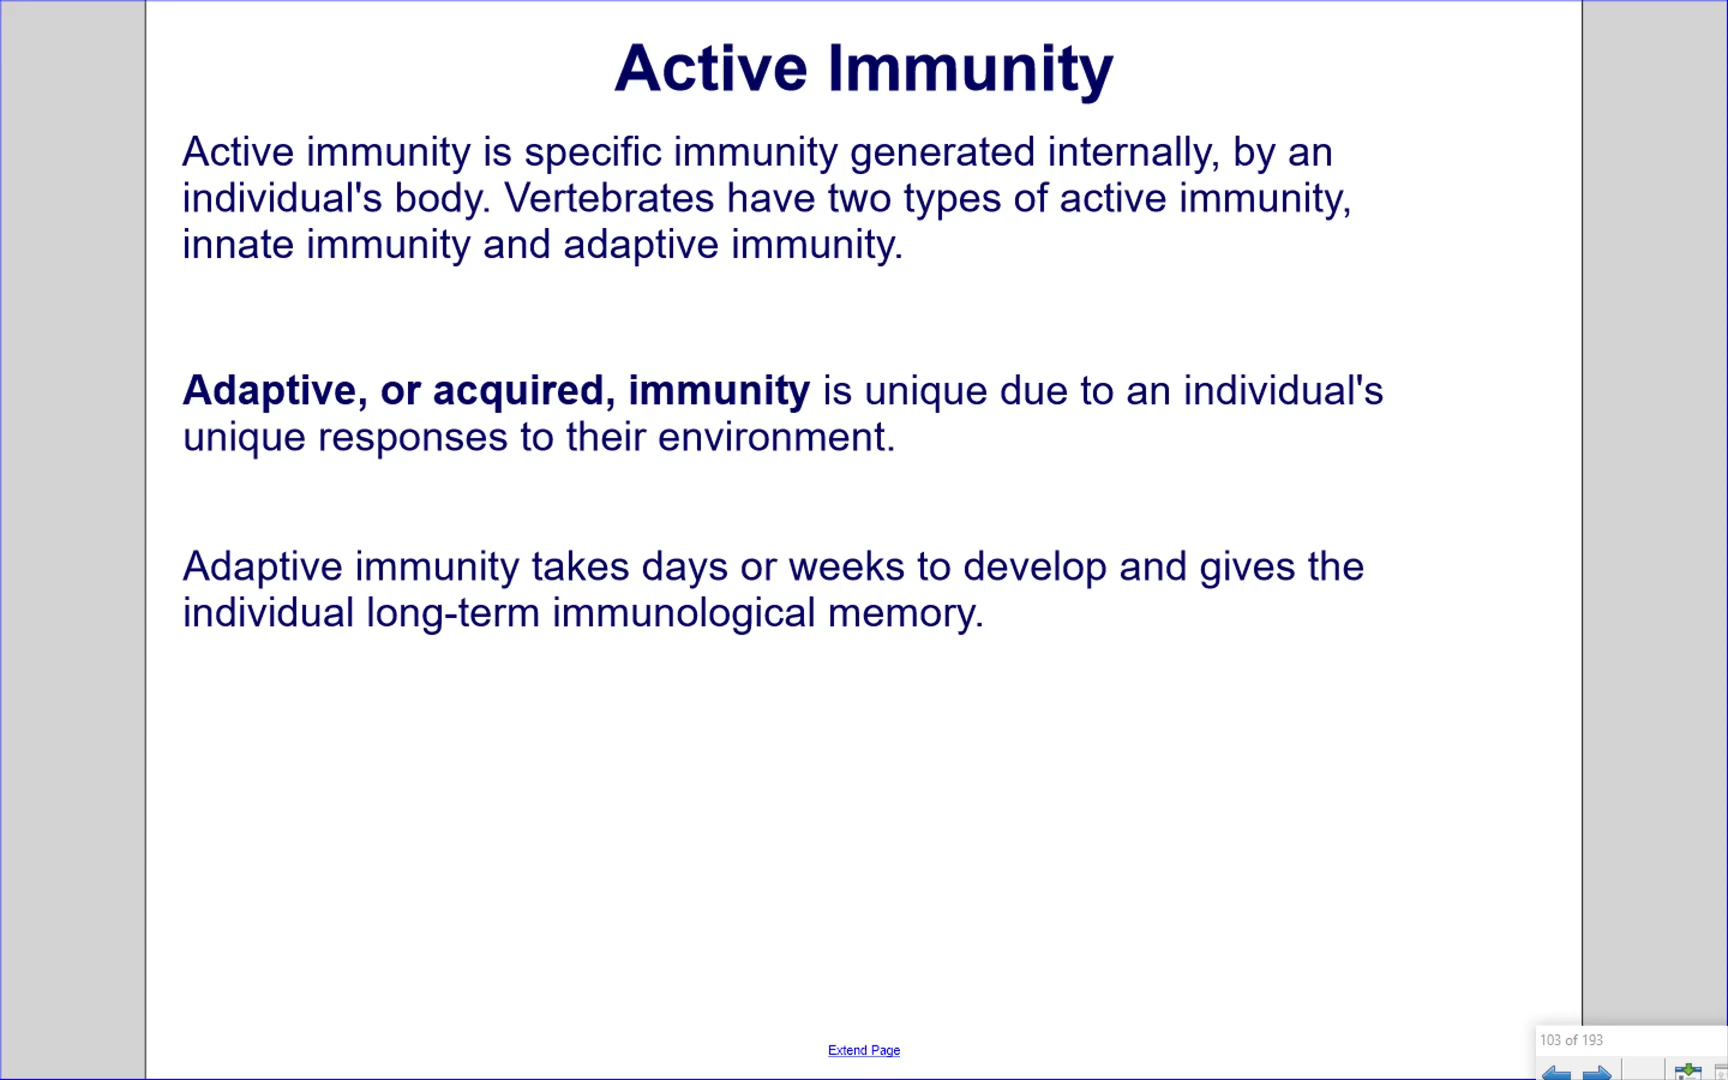 Active Immunity
Active immunity is specific immunity generated internally, by an
individual's body. Vertebrates have two types of active immunity,
innate immunity and adaptive immunity.
Adaptive, or acquired, immunity is unique due to an individual's
unique responses to their environment.
Adaptive immunity takes days or weeks to develop and gives the
individual long-term immunological memory.
Extend Page
103 of 193